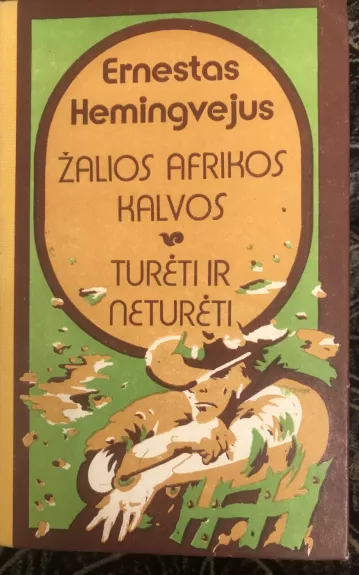 Ernestas
Hemingvejus
ŽALIOS AFRIKOS
KALVOS
TURĖTI IR
NETURĖTI